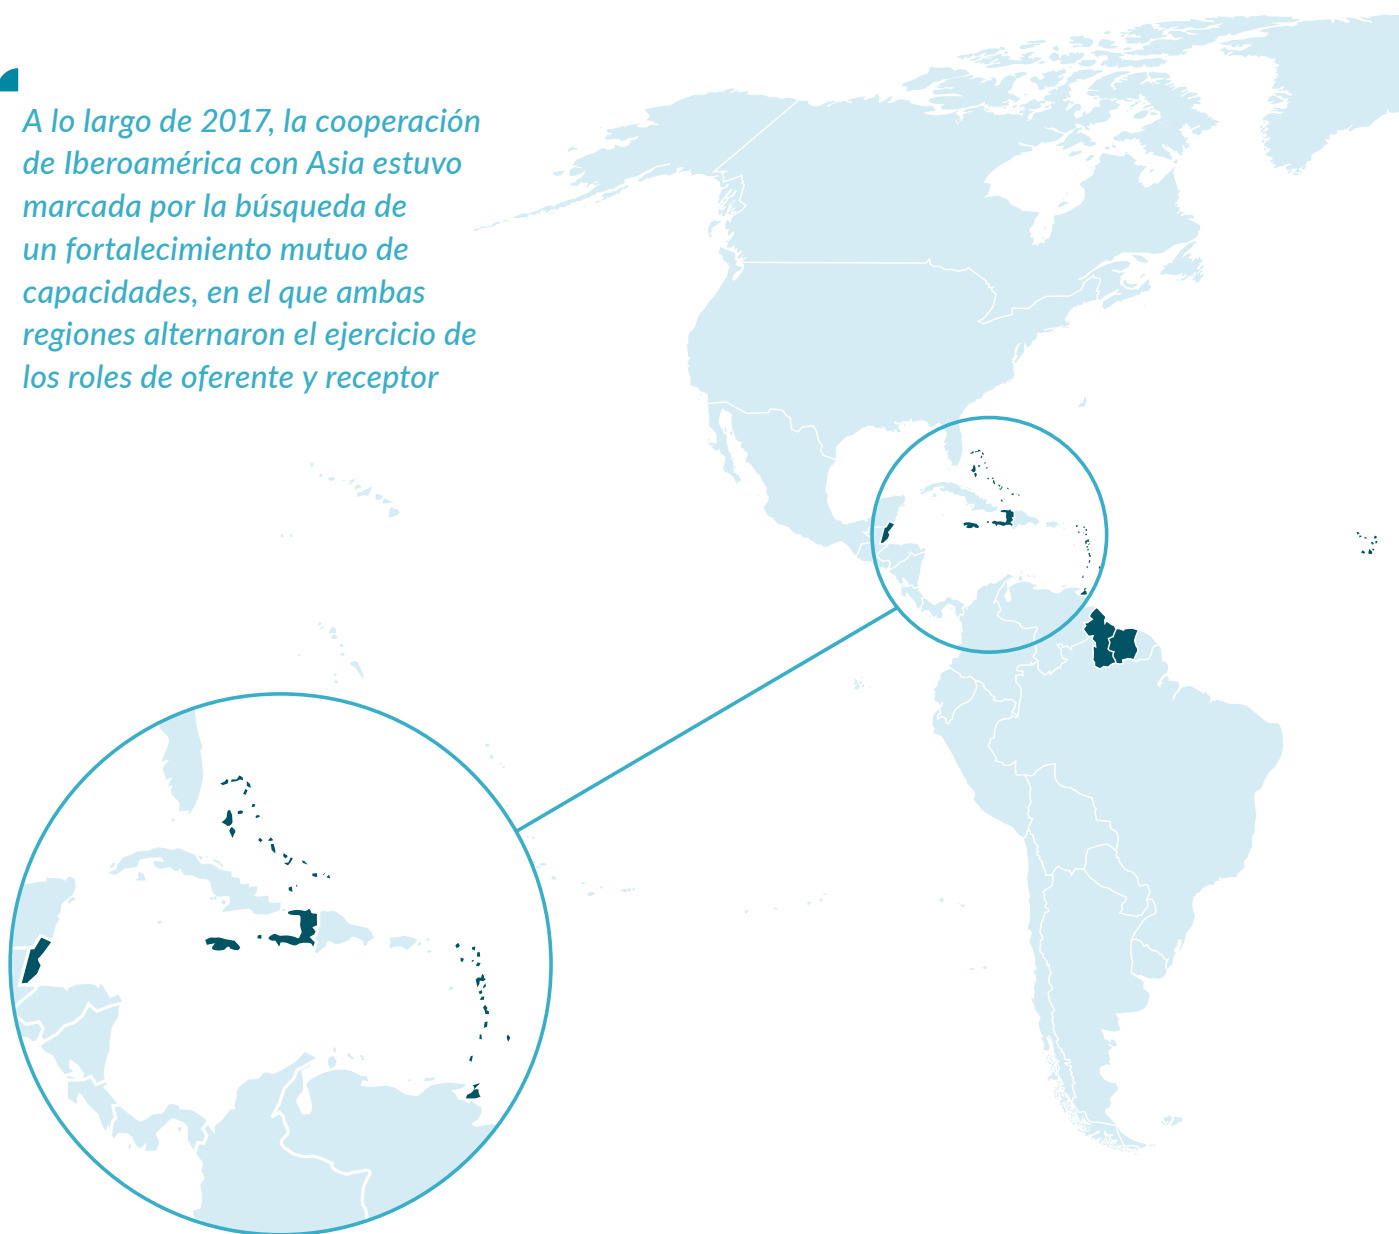 A lo largo de 2017, la cooperación
de Iberoamérica con Asia estuvo
marcada por la búsqueda de
un fortalecimiento mutuo de
capacidades, en el que ambas
regiones alternaron el ejercicio de
los roles de oferente y receptor